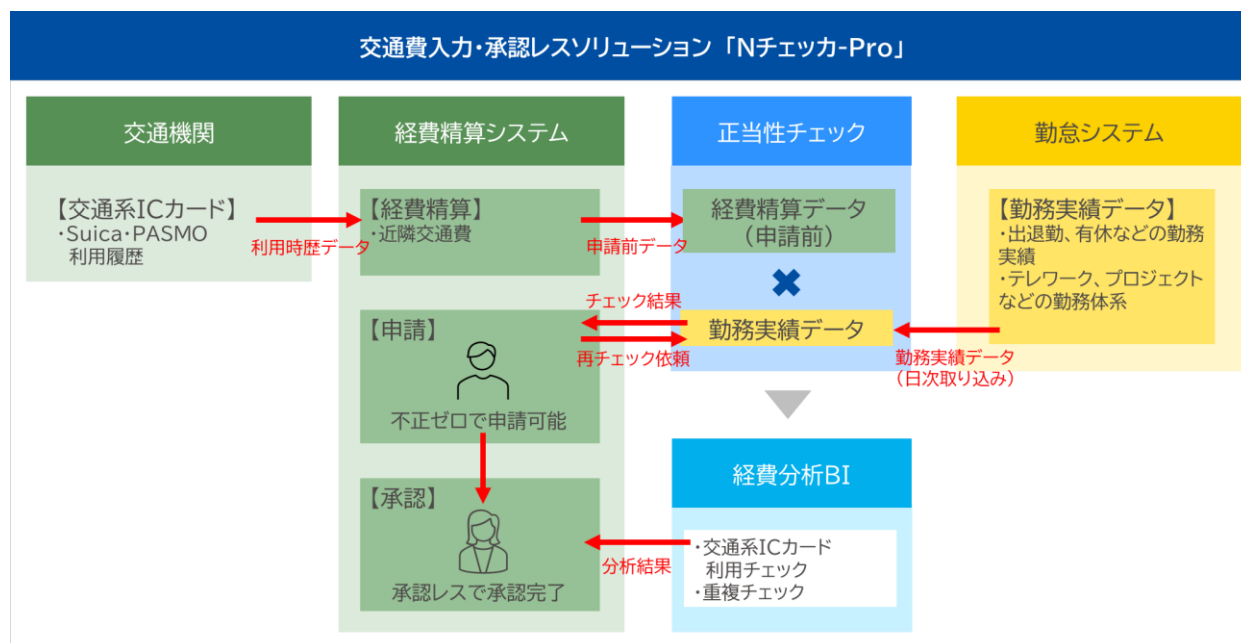 交通費入力・承認レスソリューション「Nチェッカ-Pro」
交通機関
【交通系ICカード】
・Suica・PASMO
利用履歴
利用時歴データ
経費精算システム
【経費精算】
・近隣交通費
申請前データ
【申請】
不正ゼロで申請可能
【承認】
承認レスで承認完了
正当性チェック
経費精算データ
（申請前）
✖
勤務実績データ
チェック結果
再チェック依頼
経費分析BI
・交通系ICカード
利用チェック
・重複チェック
分析結果
勤怠システム
【勤務実績データ】
・出退勤、有休などの勤務
実績
・テレワーク、プロジェクト
などの勤務体系
勤務実績データ
（日次取り込み）